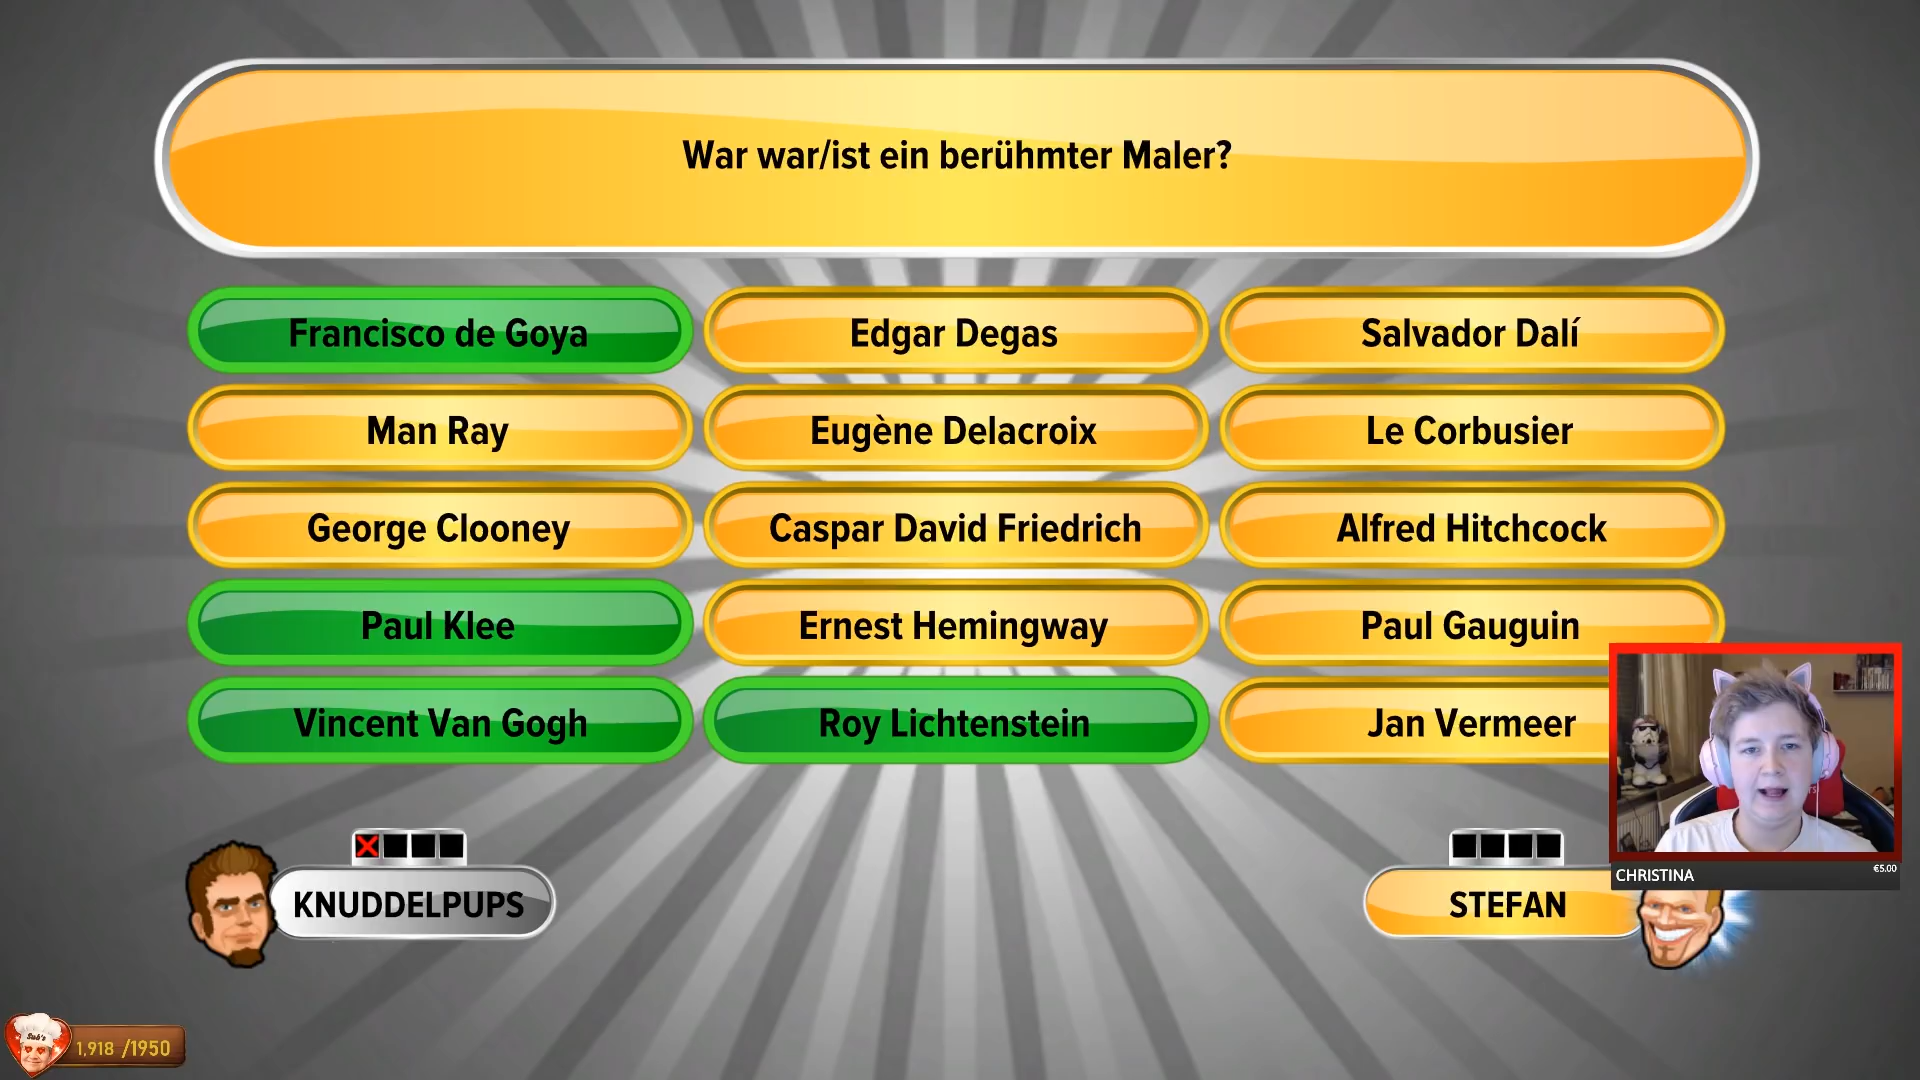 War war/ist ein berühmter Maler?
Francisco de Goya
Edgar Degas
Salvador Dalí
Man Ray
Eugène Delacroix
Le Corbusier
George Clooney
Caspar David Friedrich
Alfred Hitchcock
Paul Klee
Ernest Hemingway
Paul Gauguin
Vincent Van Gogh
Roy Lichtenstein
Jan Vermeer
KNUDDELPUPS
STEFAN
CHRISTINA
€5.00
Sub's
1,918 /1950